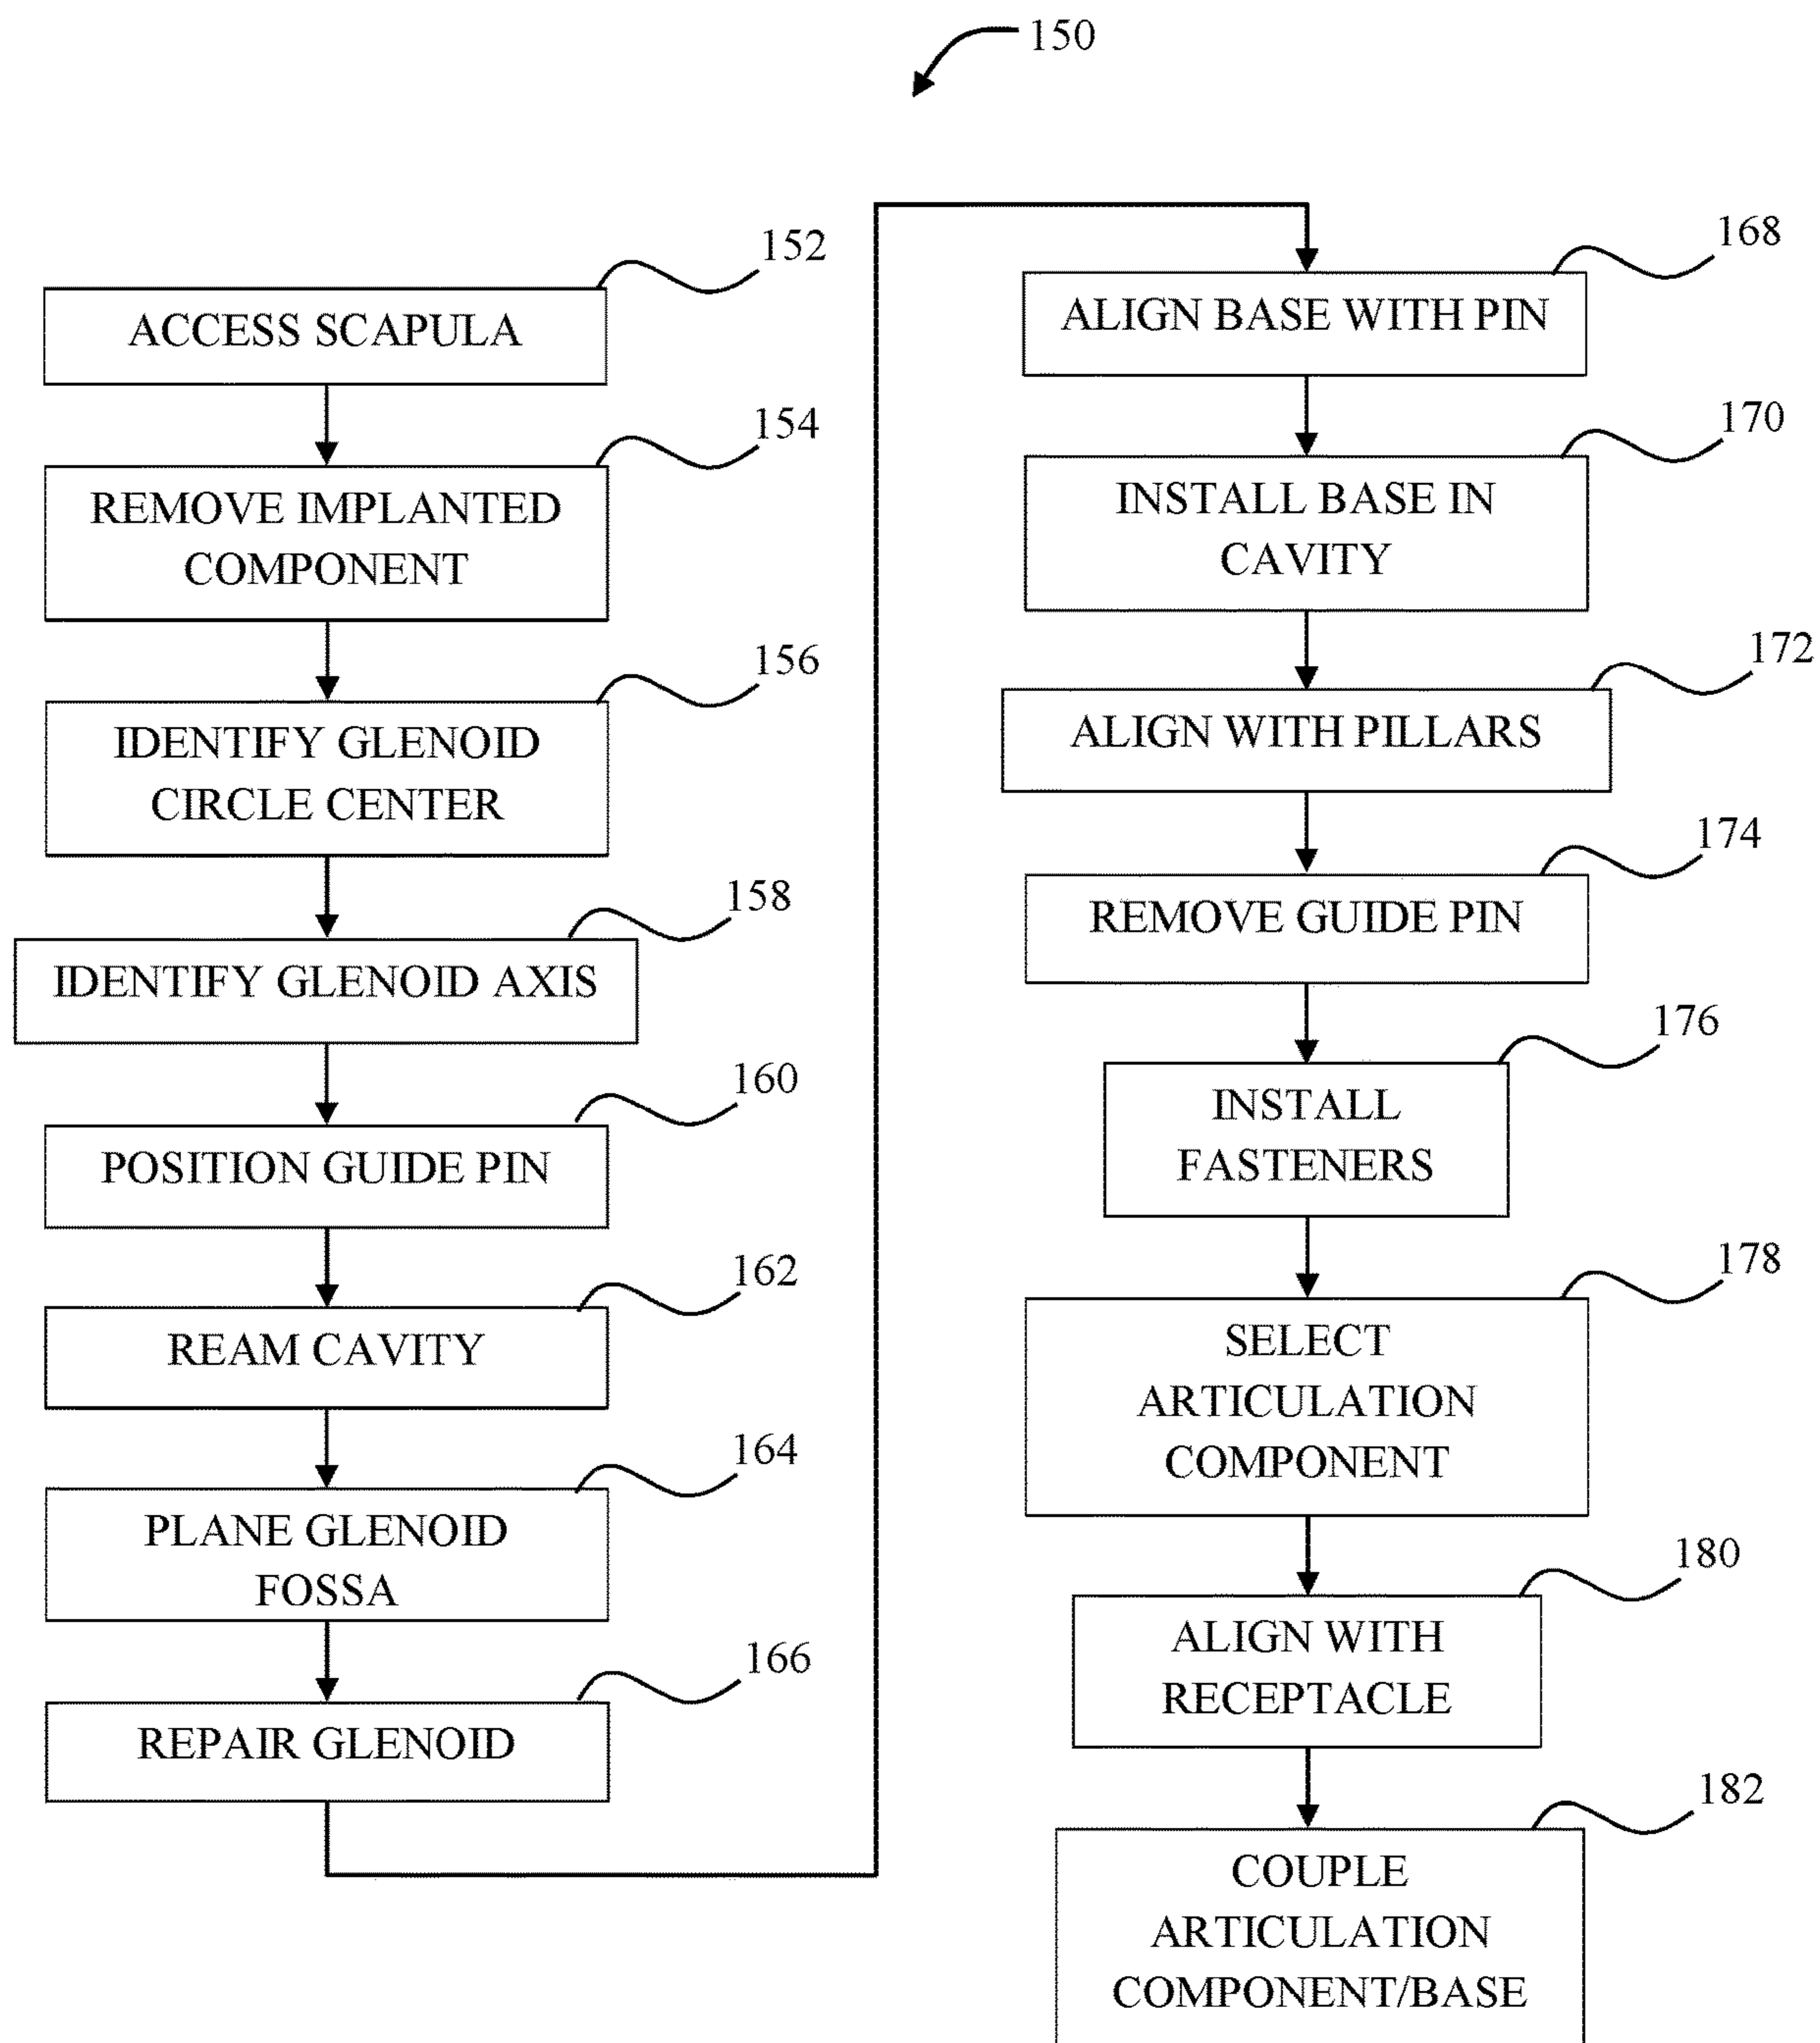 150
152
ACCESS SCAPULA
154
REMOVE IMPLANTED
COMPONENT
156
IDENTIFY GLENOID
CIRCLE CENTER
158
IDENTIFY GLENOID AXIS
160
POSITION GUIDE PIN
162
REAM CAVITY
164
PLANE GLENOID
FOSSA
166
REPAIR GLENOID
168
ALIGN BASE WITH PIN
170
INSTALL BASE IN
CAVITY
172
ALIGN WITH PILLARS
174
REMOVE GUIDE PIN
176
INSTALL
FASTENERS
178
SELECT
ARTICULATION
COMPONENT
180
ALIGN WITH
RECEPTACLE
182
COUPLE
ARTICULATION
COMPONENT/BASE